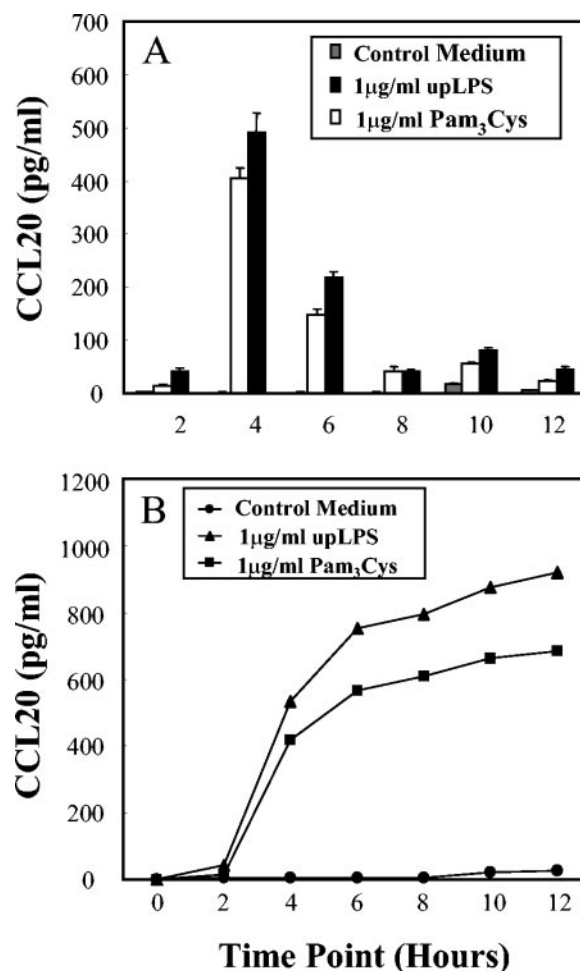 700
600
500
400
300
200
100
0
CCL20 (pg/ml)
A
Control Medium
1μg/ml upLPS
1μg/ml Pam₃Cys
2 4 6 8 10 12
1200
1000
800
600
400
200
0
CCL20 (pg/ml)
B
Control Medium
1μg/ml upLPS
1μg/ml Pam₃Cys
0 2 4 6 8 10 12
Time Point (Hours)